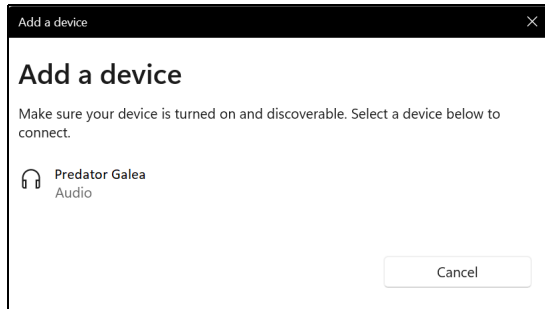 Add a device
Add a device
Make sure your device is turned on and discoverable. Select a device below to
connect.
Predator Galea
Audio
Cancel